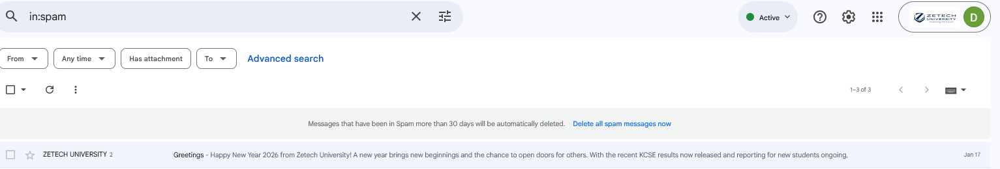 in:spam
Active
ZETECH
UNIVERSITY
D
From
Any time
Has attachment
To
Advanced search
1–3 of 3
Messages that have been in Spam more than 30 days will be automatically deleted. Delete all spam messages now
ZETECH UNIVERSITY 2 Greetings - Happy New Year 2026 from Zetech University! A new year brings new beginnings and the chance to open doors for others. With the recent KCSE results now released and reporting for new students ongoing, Jan 17